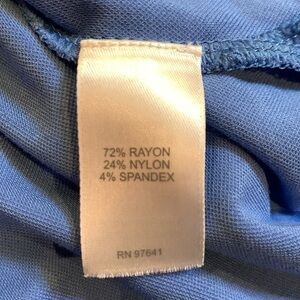 72% RAYON
24% NYLON
4% SPANDEX
RN 97641